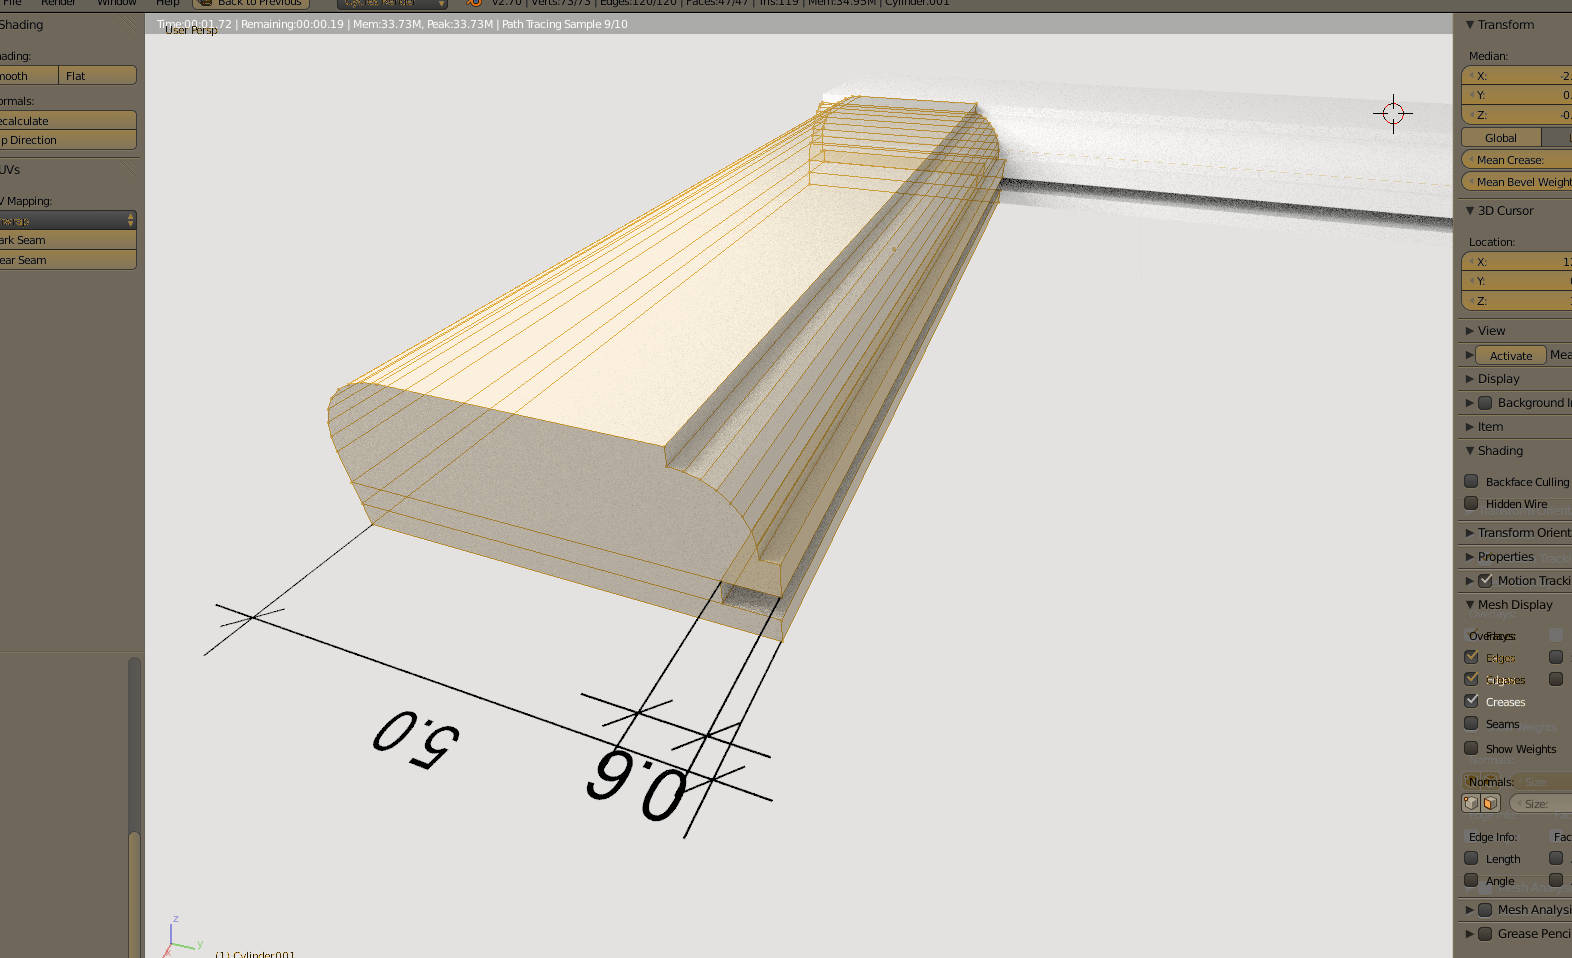 File Render Window Help Back to Previous v2.70 | Verts:73/73 | Edges:120/120 | Faces:47/47 | Tris:119 | Mem:34.95M | Cylinder.001
Time:00:01.72 | Remaining:00:00.19 | Mem:33.73M, Peak:33.73M | Path Tracing Sample 9/10
User Persp
Shading
ading:
mooth Flat
ormals:
ecalculate
p Direction
UVs
V Mapping:
ark Seam
ear Seam
5.0
0.6
z
y
x
(1) Cylinder.001
Transform
Median:
X: -2.
Y: 0.
Z: -0.
Global
Mean Crease:
Mean Bevel Weight
3D Cursor
Location:
X: 1
Y:
Z:
View
Activate Mea
Display
Background I
Item
Shading
Backface Culling
Hidden Wire
Transform Orient
Properties
Motion Tracki
Mesh Display
Edges
Creases
Seams
Show Weights
Normals:
Size:
Edge Info: Fac
Length
Angle
Mesh Analysi
Grease Penci